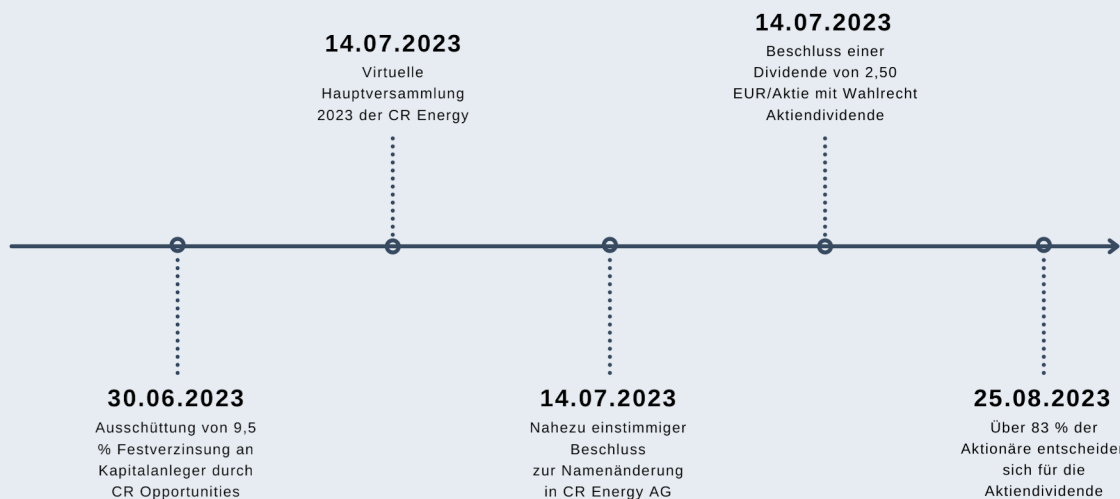 30.06.2023
Ausschüttung von 9,5
% Festverzinsung an
Kapitalanleger durch
CR Opportunities
14.07.2023
Virtuelle
Hauptversammlung
2023 der CR Energy
14.07.2023
Nahezu einstimmiger
Beschluss
zur Namenänderung
in CR Energy AG
14.07.2023
Beschluss einer
Dividende von 2,50
EUR/Aktie mit Wahlrecht
Aktiendividende
25.08.2023
Über 83 % der
Aktionäre entscheiden
sich für die
Aktiendividende